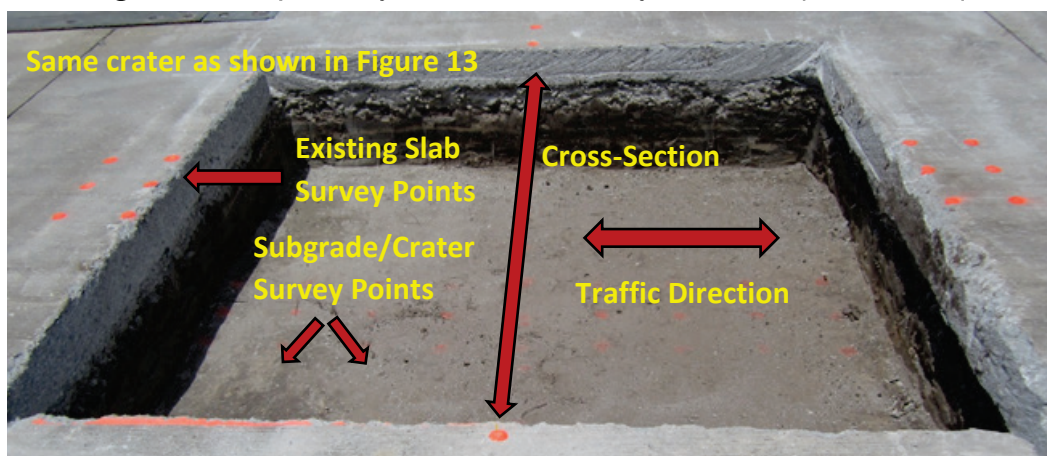 Same crater as shown in Figure 13
Existing Slab
Survey Points
Cross-Section
Subgrade/Crater
Survey Points
Traffic Direction